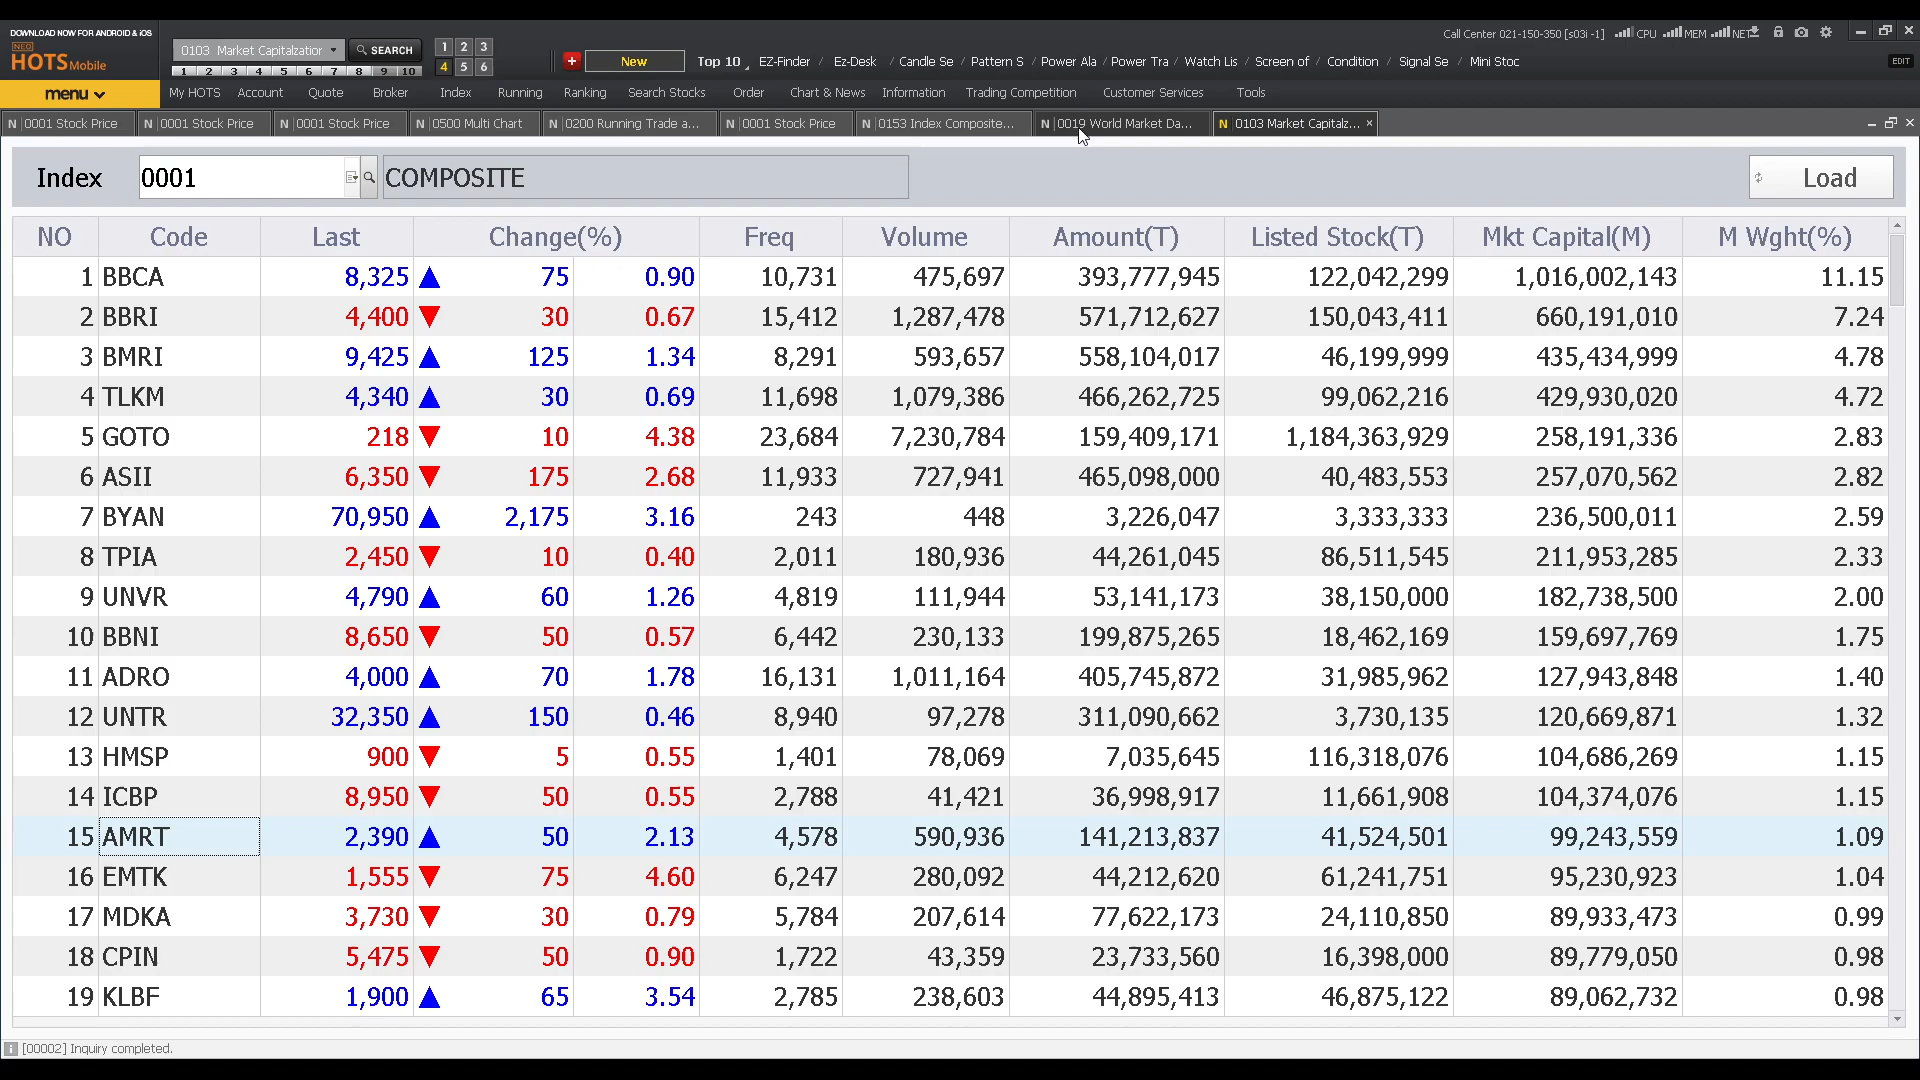 DOWNLOAD NOW FOR ANDROID & iOS
NEO
HOTS Mobile
0103 Market Capitalzatior
SEARCH
1 2 3 4 5 6 7 8 9 10
1 2 3
4 5 6
+ New
Call Center 021-150-350 [s03i -1] CPU MEM NET
Top 10 EZ-Finder / Ez-Desk / Candle Se / Pattern S / Power Ala / Power Tra / Watch Lis / Screen of / Condition / Signal Se / Mini Stoc EDIT
menu My HOTS Account Quote Broker Index Running Ranking Search Stocks Order Chart & News Information Trading Competition Customer Services Tools
N 0001 Stock Price N 0001 Stock Price N 0001 Stock Price N 0500 Multi Chart N 0200 Running Trade a... N 0001 Stock Price N 0153 Index Composite... N 0019 World Market Da... N 0103 Market Capitalz... ×
Index 0001 COMPOSITE Load
NO Code Last Change(%) Freq Volume Amount(T) Listed Stock(T) Mkt Capital(M) M Wght(%)
1 BBCA 8,325 ▲ 75 0.90 10,731 475,697 393,777,945 122,042,299 1,016,002,143 11.15
2 BBRI 4,400 ▼ 30 0.67 15,412 1,287,478 571,712,627 150,043,411 660,191,010 7.24
3 BMRI 9,425 ▲ 125 1.34 8,291 593,657 558,104,017 46,199,999 435,434,999 4.78
4 TLKM 4,340 ▲ 30 0.69 11,698 1,079,386 466,262,725 99,062,216 429,930,020 4.72
5 GOTO 218 ▼ 10 4.38 23,684 7,230,784 159,409,171 1,184,363,929 258,191,336 2.83
6 ASII 6,350 ▼ 175 2.68 11,933 727,941 465,098,000 40,483,553 257,070,562 2.82
7 BYAN 70,950 ▲ 2,175 3.16 243 448 3,226,047 3,333,333 236,500,011 2.59
8 TPIA 2,450 ▼ 10 0.40 2,011 180,936 44,261,045 86,511,545 211,953,285 2.33
9 UNVR 4,790 ▲ 60 1.26 4,819 111,944 53,141,173 38,150,000 182,738,500 2.00
10 BBNI 8,650 ▼ 50 0.57 6,442 230,133 199,875,265 18,462,169 159,697,769 1.75
11 ADRO 4,000 ▲ 70 1.78 16,131 1,011,164 405,745,872 31,985,962 127,943,848 1.40
12 UNTR 32,350 ▲ 150 0.46 8,940 97,278 311,090,662 3,730,135 120,669,871 1.32
13 HMSP 900 ▼ 5 0.55 1,401 78,069 7,035,645 116,318,076 104,686,269 1.15
14 ICBP 8,950 ▼ 50 0.55 2,788 41,421 36,998,917 11,661,908 104,374,076 1.15
15 AMRT 2,390 ▲ 50 2.13 4,578 590,936 141,213,837 41,524,501 99,243,559 1.09
16 EMTK 1,555 ▼ 75 4.60 6,247 280,092 44,212,620 61,241,751 95,230,923 1.04
17 MDKA 3,730 ▼ 30 0.79 5,784 207,614 77,622,173 24,110,850 89,933,473 0.99
18 CPIN 5,475 ▼ 50 0.90 1,722 43,359 23,733,560 16,398,000 89,779,050 0.98
19 KLBF 1,900 ▲ 65 3.54 2,785 238,603 44,895,413 46,875,122 89,062,732 0.98
[00002] Inquiry completed.